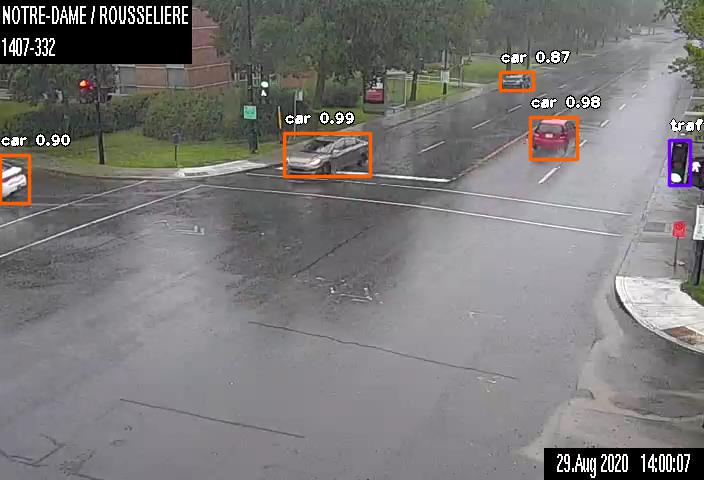 NOTRE-DAME / ROUSSELIERE
1407-332
car 0.87
car 0.98
car 0.99
car 0.90
traf
29.Aug 2020 14:00:07